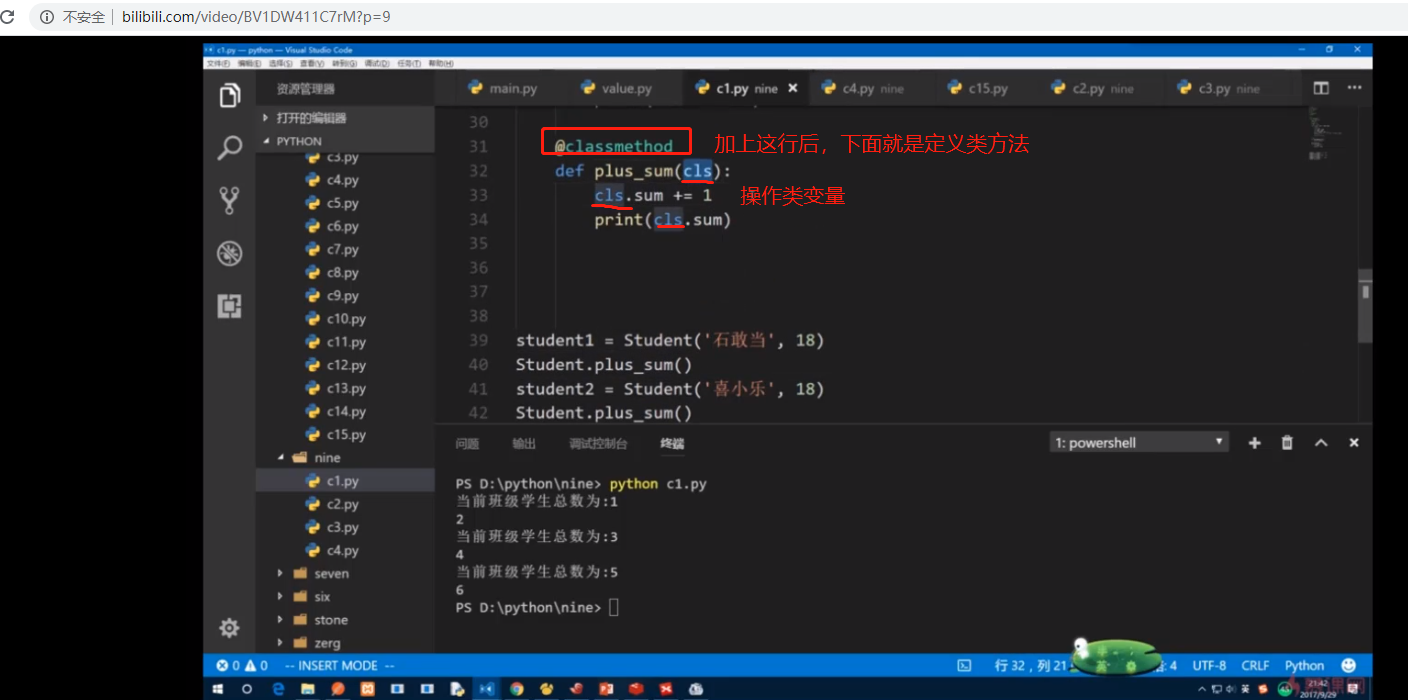 不安全 bilibili.com/video/BV1DW411C7rM?p=9
c1.py — python — Visual Studio Code
文件(F) 编辑(E) 选择(S) 查看(V) 转到(G) 调试(D) 任务(T) 帮助(H)
资源管理器
main.py value.py c1.py nine c4.py nine c15.py c2.py nine c3.py nine
打开的编辑器
PYTHON
c3.py
c4.py
c5.py
c6.py
c7.py
c8.py
c9.py
c10.py
c11.py
c12.py
c13.py
c14.py
c15.py
nine
c1.py
c2.py
c3.py
c4.py
seven
six
stone
zerg
30
31 @classmethod 加上这行后，下面就是定义类方法
32 def plus_sum(cls):
33 cls.sum += 1 操作类变量
34 print(cls.sum)
35
36
37
38
39 student1 = Student('石敢当', 18)
40 Student.plus_sum()
41 student2 = Student('喜小乐', 18)
42 Student.plus_sum()
问题 输出 调试控制台 终端 1: powershell
PS D:\python\nine> python c1.py
当前班级学生总数为:1
2
当前班级学生总数为:3
4
当前班级学生总数为:5
6
PS D:\python\nine>
0 0 -- INSERT MODE -- 行 32，列 21 4 UTF-8 CRLF Python
英 21:42
2017/9/29